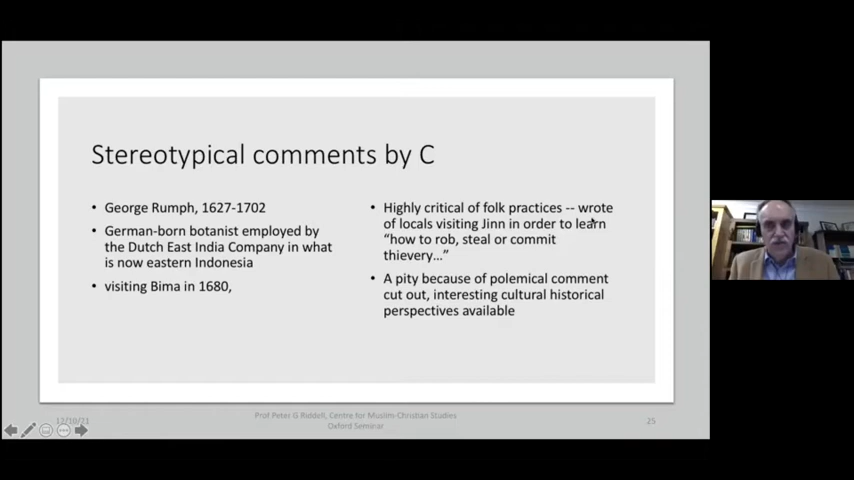 Stereotypical comments by C
• George Rumph, 1627-1702
• German-born botanist employed by
the Dutch East India Company in what
is now eastern Indonesia
• visiting Bima in 1680,
• Highly critical of folk practices -- wrote
of locals visiting Jinn in order to learn
“how to rob, steal or commit
thievery…”
• A pity because of polemical comment
cut out, interesting cultural historical
perspectives available
12/10/21
Prof Peter G Riddell, Centre for Muslim-Christian Studies
Oxford Seminar
25